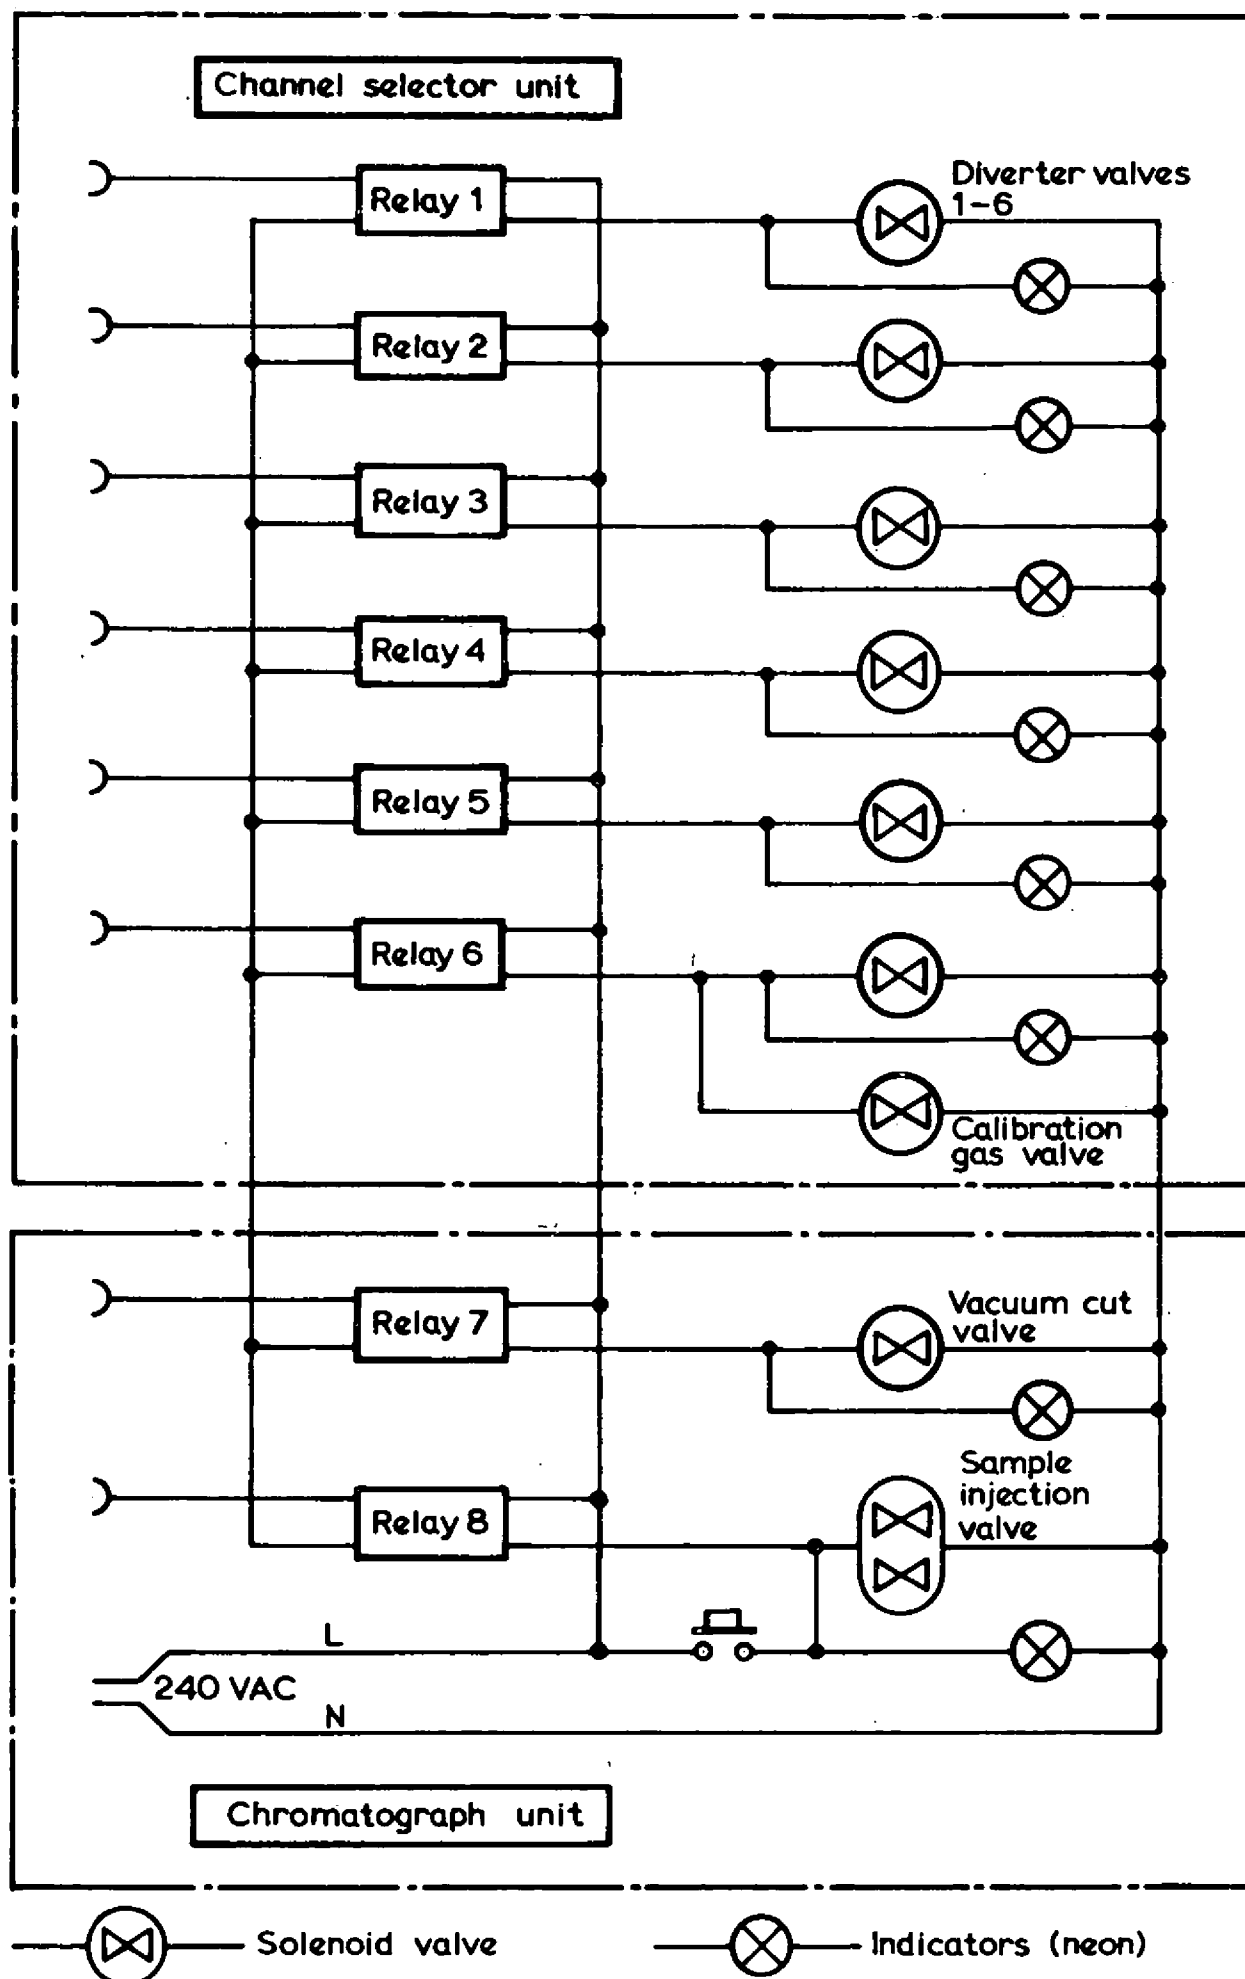 Channel selector unit
Relay 1
Diverter valves
1-6
Relay 2
Relay 3
Relay 4
Relay 5
Relay 6
Calibration
gas valve
Relay 7
Vacuum cut
valve
Relay 8
Sample
injection
valve
L
240 VAC
N
Chromatograph unit
Solenoid valve
Indicators (neon)